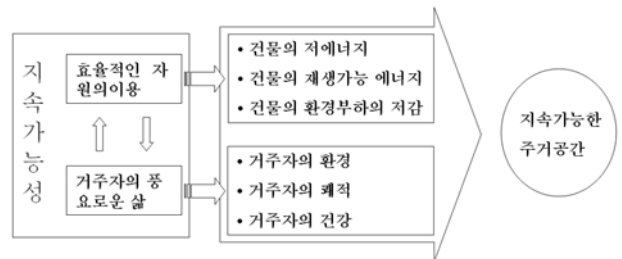 지속가능성
효율적인 자
원의이용
거주자의 풍
요로운 삶
• 건물의 저에너지
• 건물의 재생가능 에너지
• 건물의 환경부하의 저감
• 거주자의 환경
• 거주자의 쾌적
• 거주자의 건강
지속가능한
주거공간